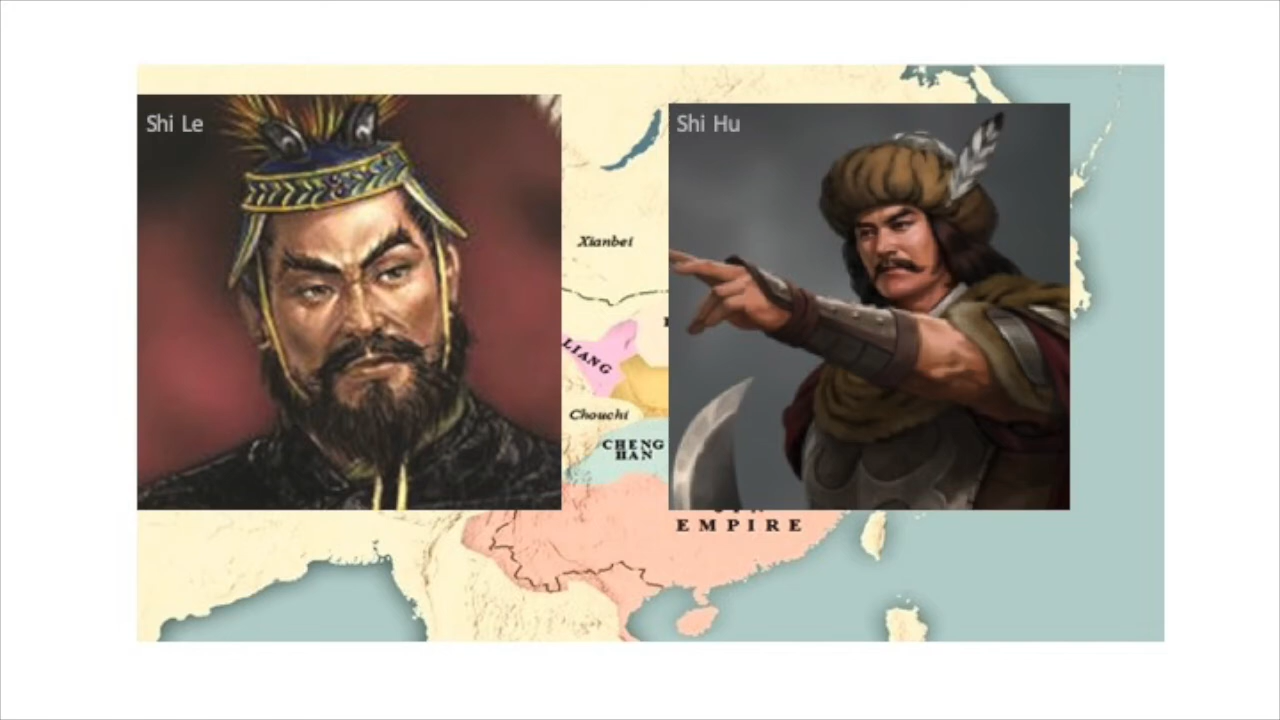 Shi Le
Shi Hu
Xianbei
LIANG
Chouchi
CHENG
HAN
EMPIRE